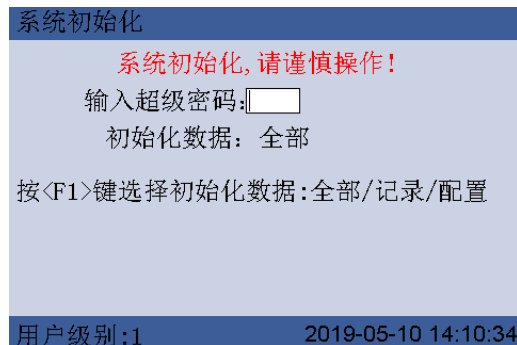 系统初始化
系统初始化,请谨慎操作!
输入超级密码:
初始化数据: 全部
按<F1>键选择初始化数据:全部/记录/配置
用户级别:1 2019-05-10 14:10:34